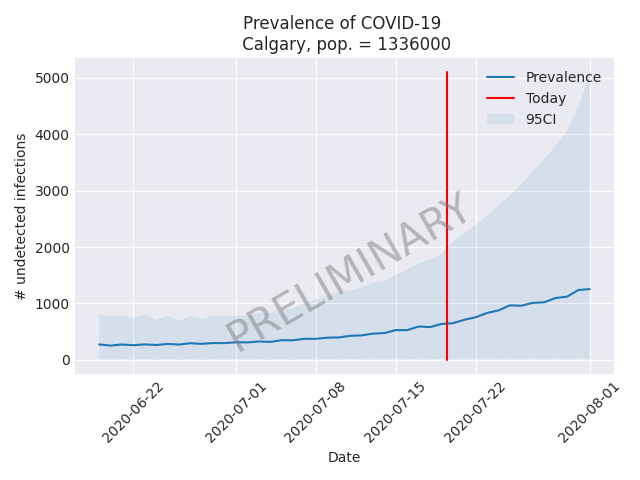 Prevalence of COVID-19
Calgary, pop. = 1336000
5000
4000
3000
2000
1000
0
# undetected infections
Prevalence
Today
95CI
PRELIMINARY
2020-06-22
2020-07-01
2020-07-08
2020-07-15
2020-07-22
2020-08-01
Date